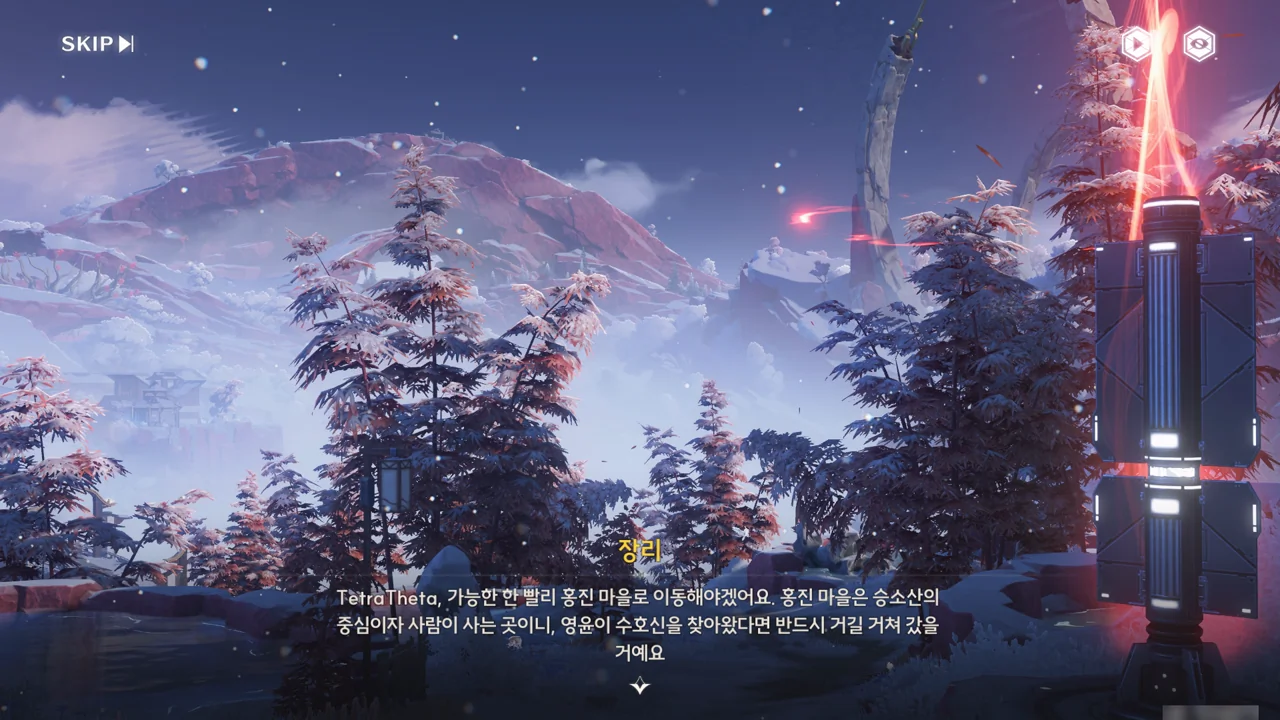 SKIP
장리
TetraTheta, 가능한 한 빨리 홍진 마을로 이동해야겠어요. 홍진 마을은 승소산의
중심이자 사람이 사는 곳이니, 영윤이 수호신을 찾아왔다면 반드시 거길 거쳐 갔을
거예요